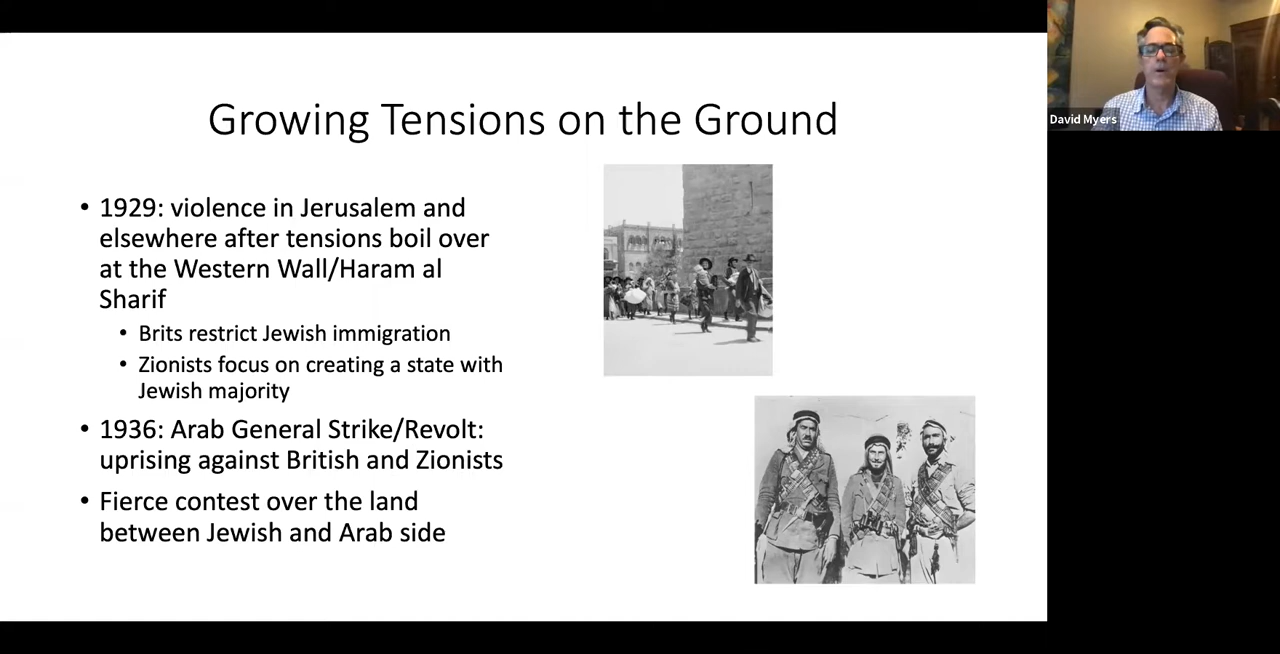 Growing Tensions on the Ground
• 1929: violence in Jerusalem and
elsewhere after tensions boil over
at the Western Wall/Haram al
Sharif
• Brits restrict Jewish immigration
• Zionists focus on creating a state with
Jewish majority
• 1936: Arab General Strike/Revolt:
uprising against British and Zionists
• Fierce contest over the land
between Jewish and Arab side
David Myers